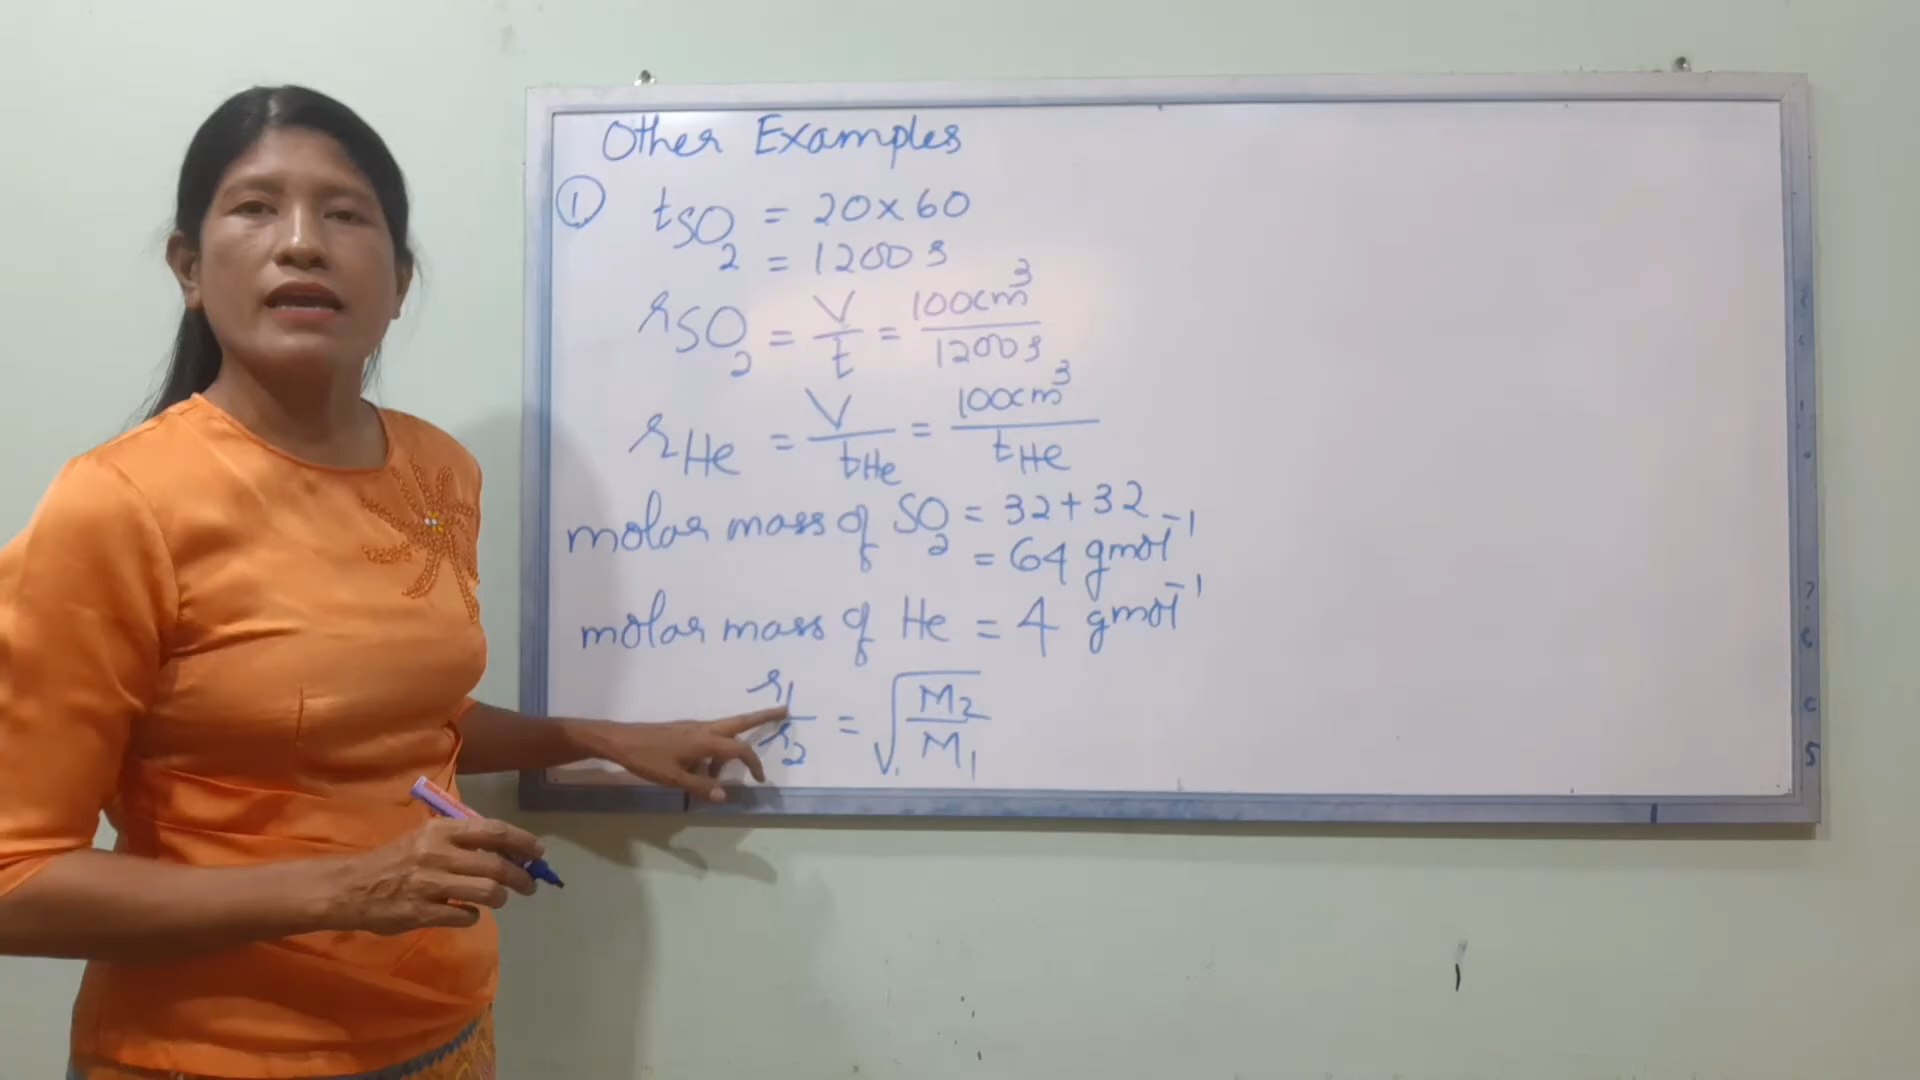 Other Examples
① tSO2 = 20 × 60
= 1200 s
rSO2 = V/t = 100cm³/1200s
rHe = V/tHe = 100cm³/tHe
molar mass of SO2 = 32 + 32
= 64 gmol⁻¹
molar mass of He = 4 gmol⁻¹
r1/r2 = √(M2/M1)